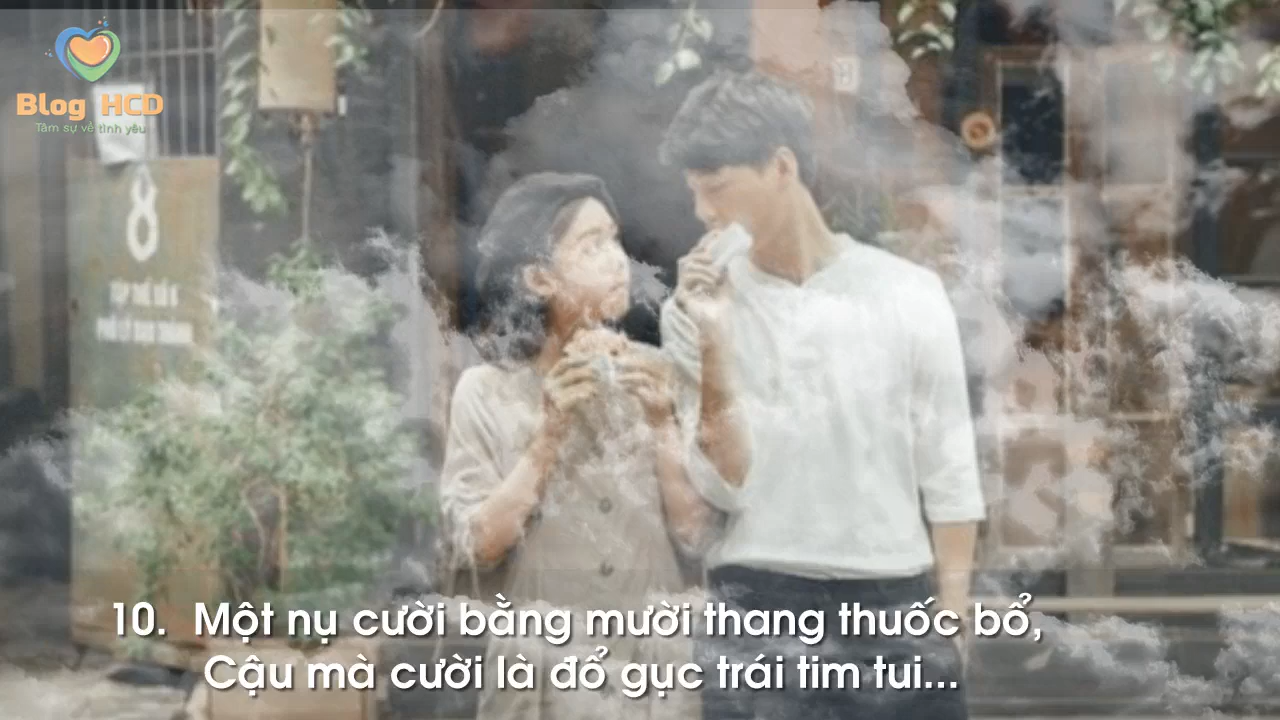 Blog HCD
Tâm sự về tình yêu
8
10. Một nụ cười bằng mười thang thuốc bổ,
Cậu mà cười là đổ gục trái tim tui...